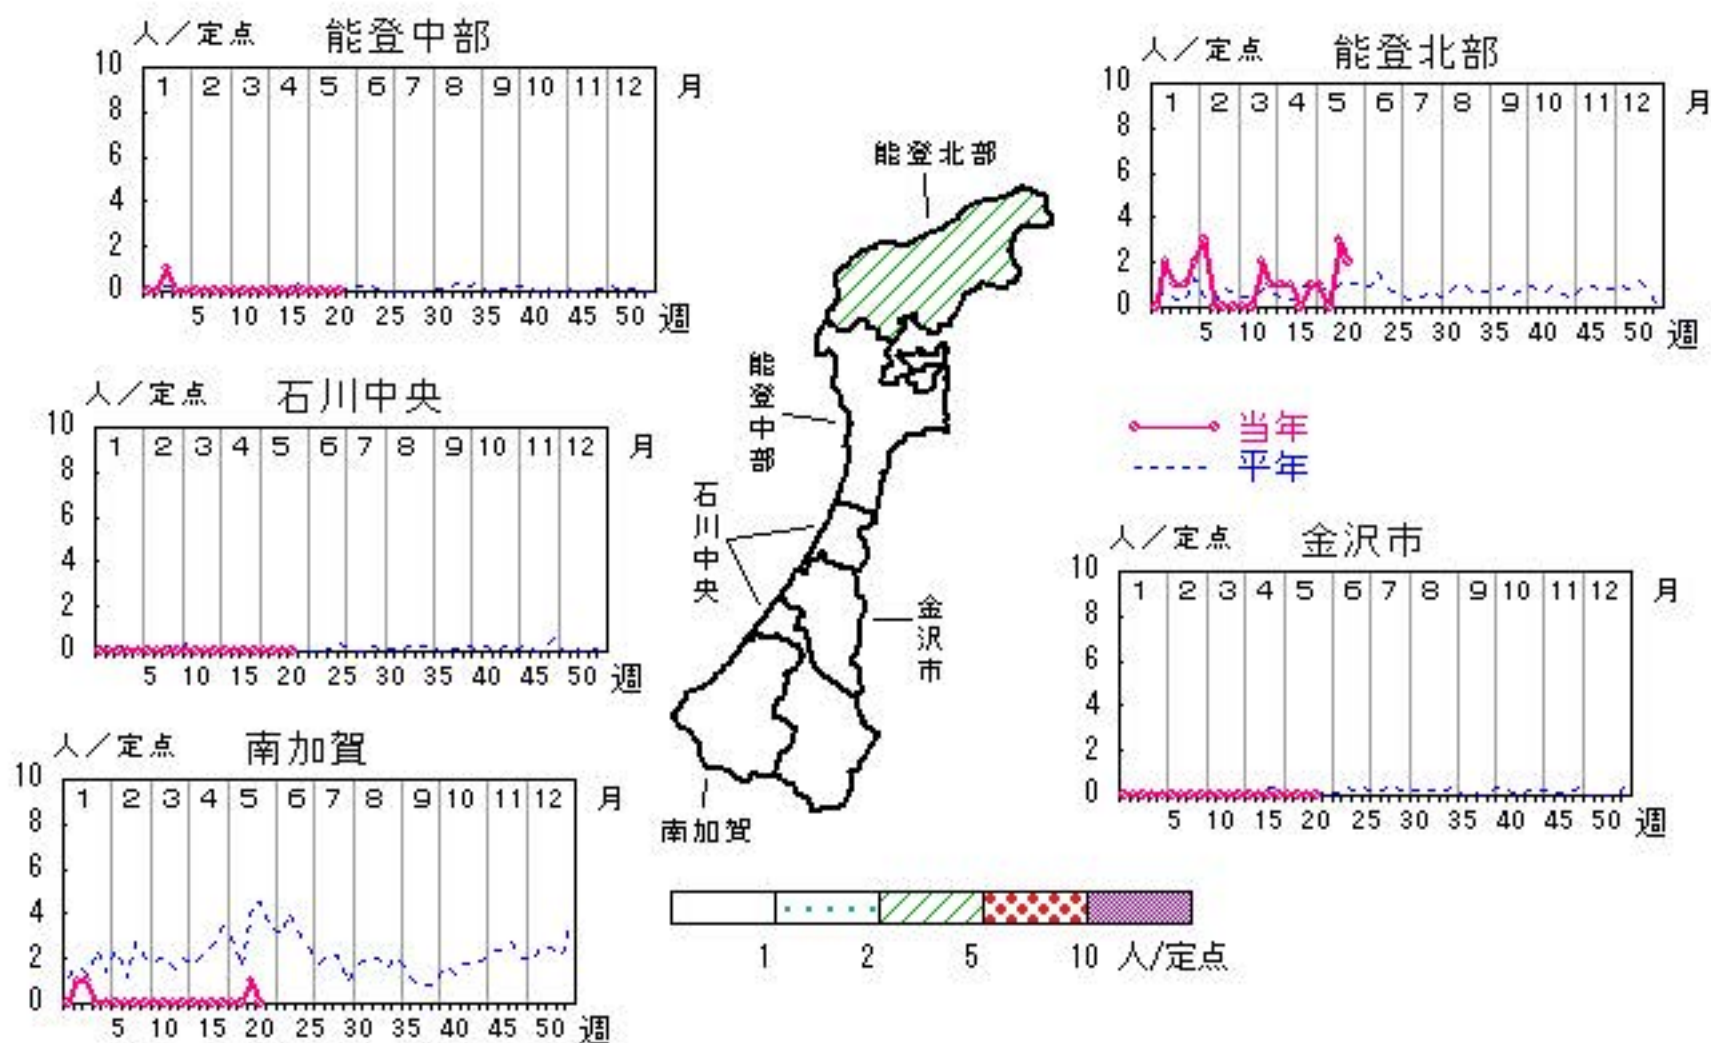 人／定点 能登中部
10 8 6 4 2 0
1 2 3 4 5 6 7 8 9 10 11 12 月
5 10 15 20 25 30 35 40 45 50 週
人／定点 能登北部
10 8 6 4 2 0
1 2 3 4 5 6 7 8 9 10 11 12 月
5 10 15 20 25 30 35 40 45 50 週
人／定点 石川中央
10 8 6 4 2 0
1 2 3 4 5 6 7 8 9 10 11 12 月
5 10 15 20 25 30 35 40 45 50 週
当年
平年
人／定点 金沢市
10 8 6 4 2 0
1 2 3 4 5 6 7 8 9 10 11 12 月
5 10 15 20 25 30 35 40 45 50 週
人／定点 南加賀
10 8 6 4 2 0
1 2 3 4 5 6 7 8 9 10 11 12 月
5 10 15 20 25 30 35 40 45 50 週
能登北部
能登中部
石川中央
金沢市
南加賀
1 2 5 10 人/定点